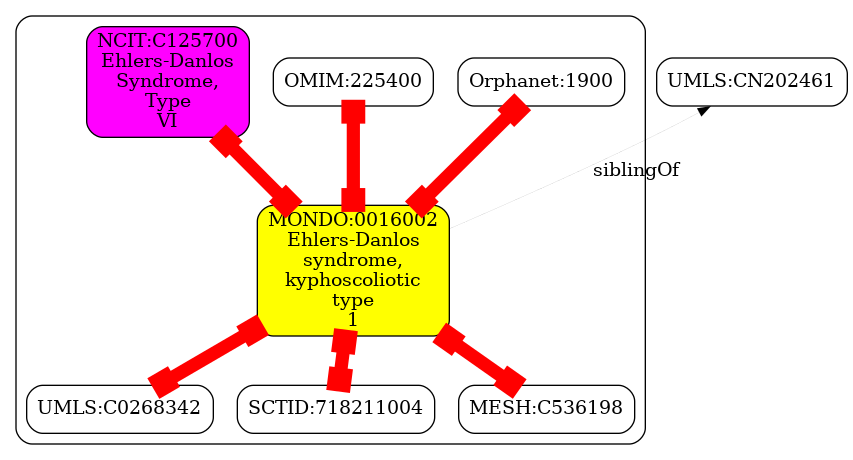 NCIT:C125700
Ehlers-Danlos
Syndrome,
Type
VI
OMIM:225400
Orphanet:1900
UMLS:CN202461
siblingOf
MONDO:0016002
Ehlers-Danlos
syndrome,
kyphoscoliotic
type
1
UMLS:C0268342
SCTID:718211004
MESH:C536198